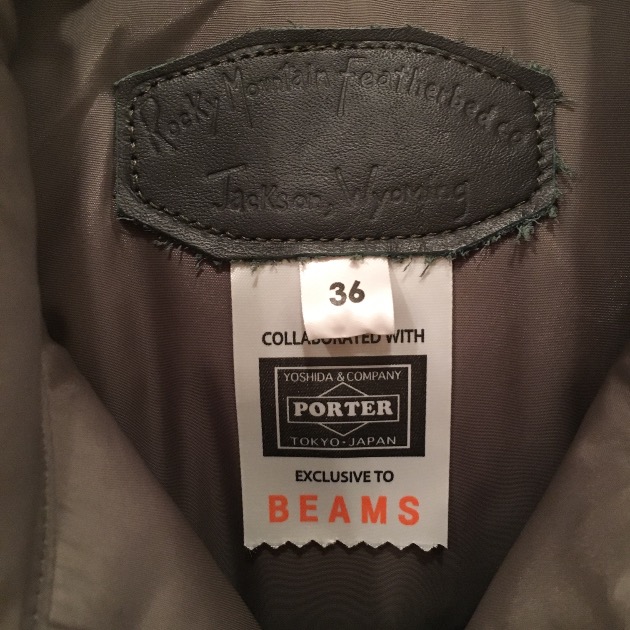 Rocky Mountain Featherbed co
Jackson, Wyoming
36
COLLABORATED WITH
YOSHIDA & COMPANY
PORTER
TOKYO-JAPAN
EXCLUSIVE TO
BEAMS